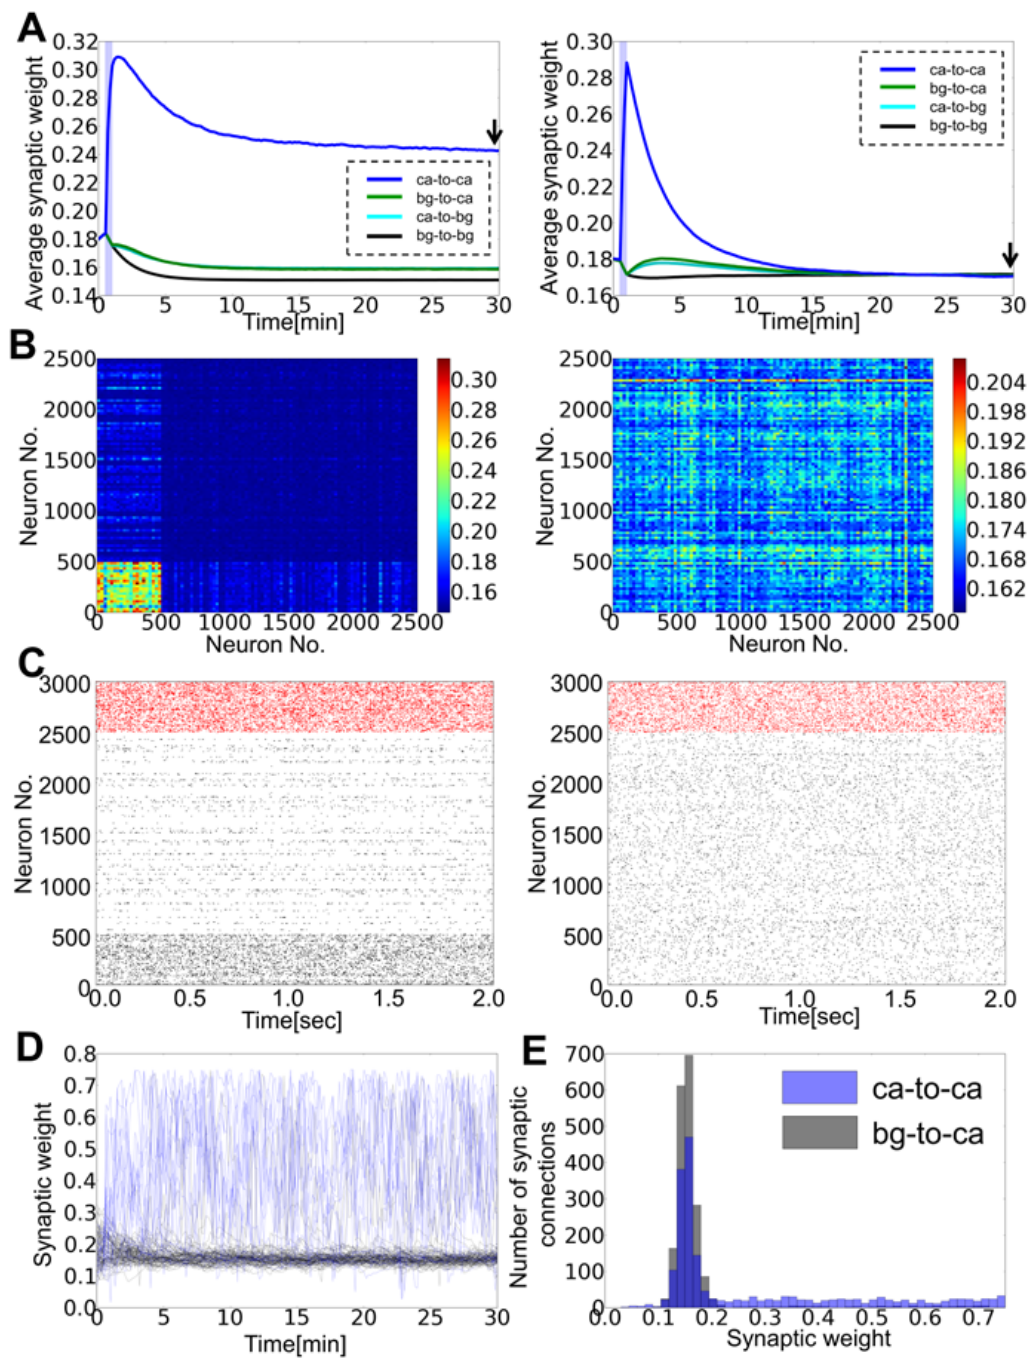 A
Average synaptic weight
0.32
0.30
0.28
0.26
0.24
0.22
0.20
0.18
0.16
0.14
0 5 10 15 20 25 30
Time[min]
ca-to-ca
bg-to-ca
ca-to-bg
bg-to-bg
Average synaptic weight
0.30
0.28
0.26
0.24
0.22
0.20
0.18
0.16
0 5 10 15 20 25 30
Time[min]
ca-to-ca
bg-to-ca
ca-to-bg
bg-to-bg
B
Neuron No.
2500
2000
1500
1000
500
0
0 500 1000 1500 2000 2500
Neuron No.
0.30
0.28
0.26
0.24
0.22
0.20
0.18
0.16
Neuron No.
2500
2000
1500
1000
500
0
0 500 1000 1500 2000 2500
Neuron No.
0.204
0.198
0.192
0.186
0.180
0.174
0.168
0.162
C
Neuron No.
3000
2500
2000
1500
1000
500
0
0.0 0.5 1.0 1.5 2.0
Time[sec]
Neuron No.
3000
2500
2000
1500
1000
500
0
0.0 0.5 1.0 1.5 2.0
Time[sec]
D
Synaptic weight
0.8
0.7
0.6
0.5
0.4
0.3
0.2
0.1
0.0
0 5 10 15 20 25 30
Time[min]
E
Number of synaptic
connections
700
600
500
400
300
200
100
0
0.0 0.1 0.2 0.3 0.4 0.5 0.6 0.7
Synaptic weight
ca-to-ca
bg-to-ca